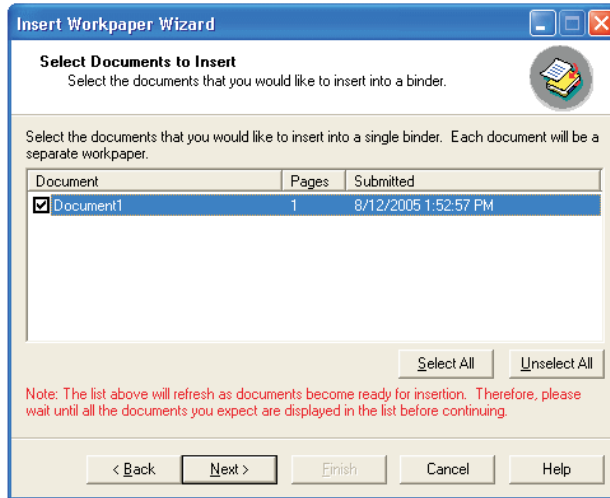 Insert Workpaper Wizard
Select Documents to Insert
Select the documents that you would like to insert into a binder.
Select the documents that you would like to insert into a single binder.  Each document will be a
separate workpaper.
Document Pages Submitted
Document1 1 8/12/2005 1:52:57 PM
Select All Unselect All
Note: The list above will refresh as documents become ready for insertion.  Therefore, please
wait until all the documents you expect are displayed in the list before continuing.
< Back Next > Finish Cancel Help